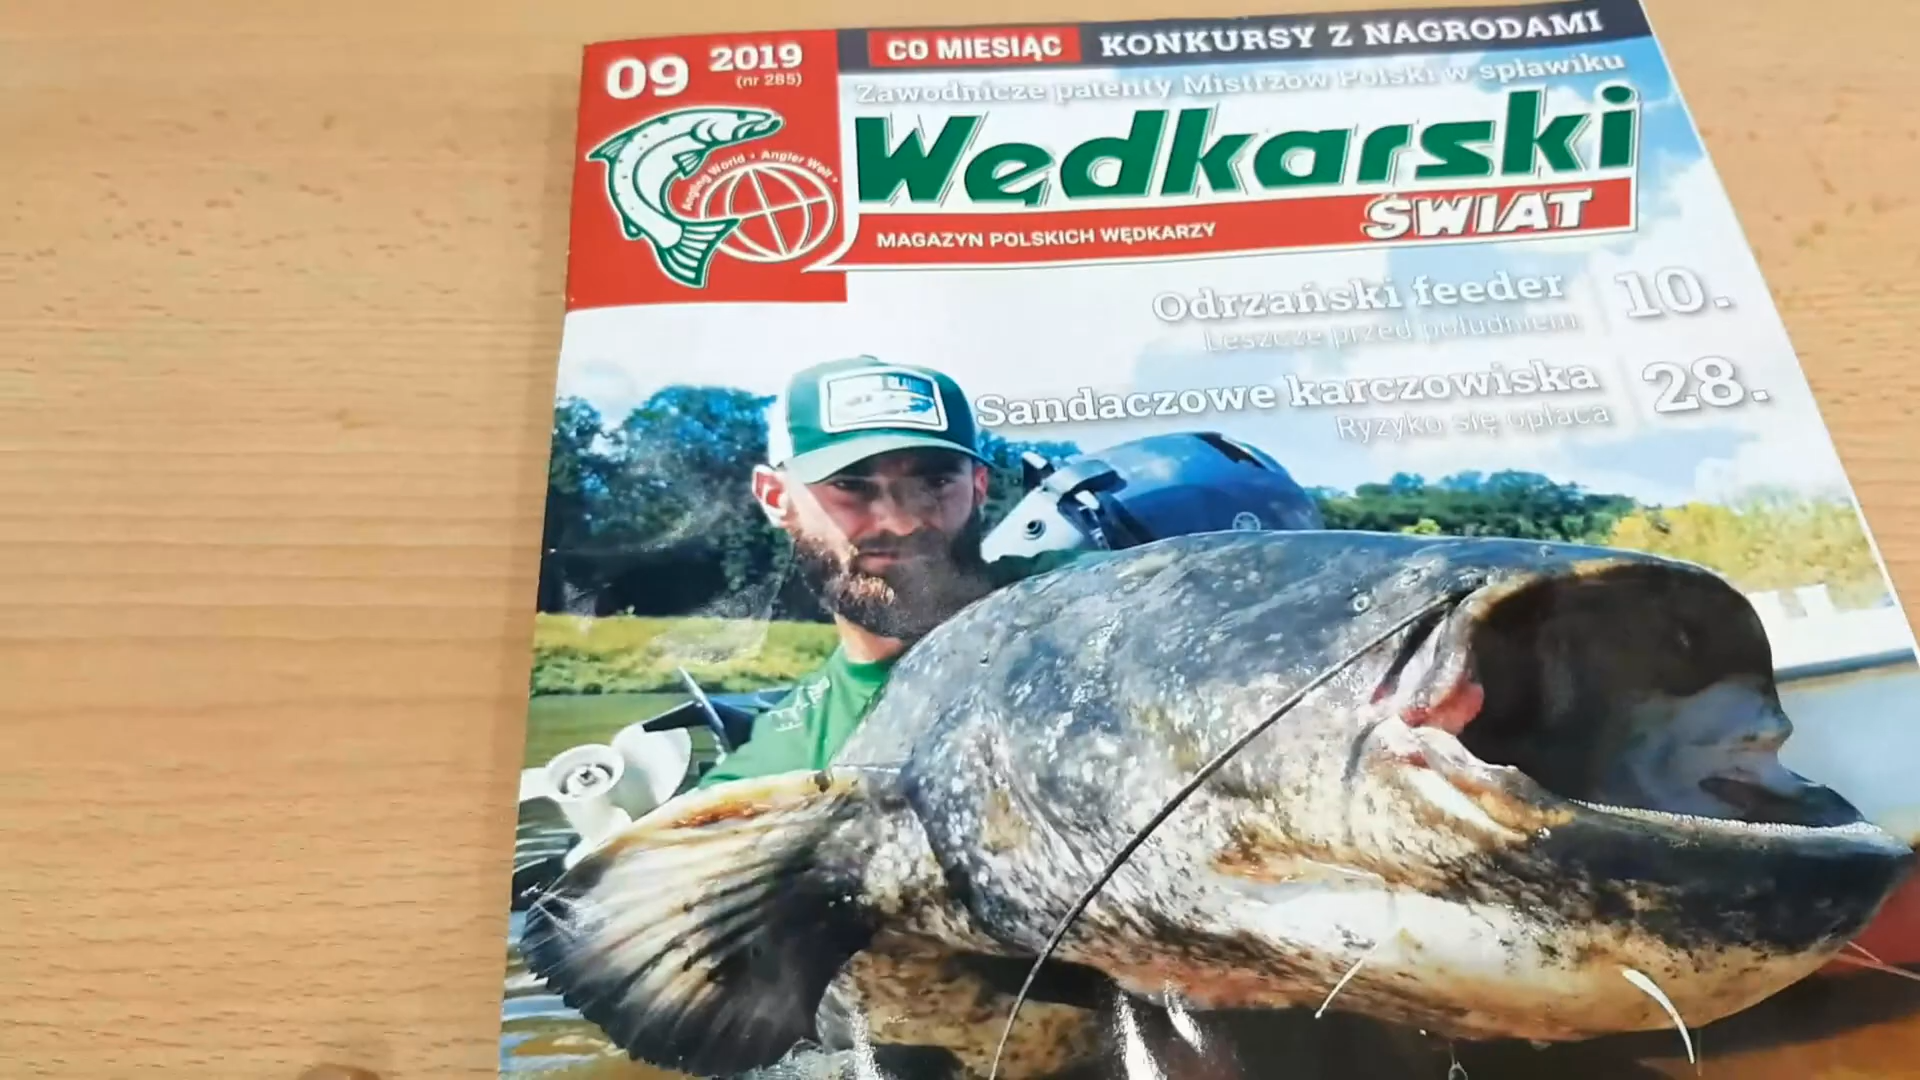 09 2019
(nr 285)
CO MIESIĄC KONKURSY Z NAGRODAMI
Zawodnicze patenty Mistrzów Polski w spławiku
Angling World • Angler Welt •
Wędkarski
ŚWIAT
MAGAZYN POLSKICH WĘDKARZY
Odrzański feeder 10.
Leszcze przed południem
Sandaczowe karczowiska 28.
Ryzyko się opłaca